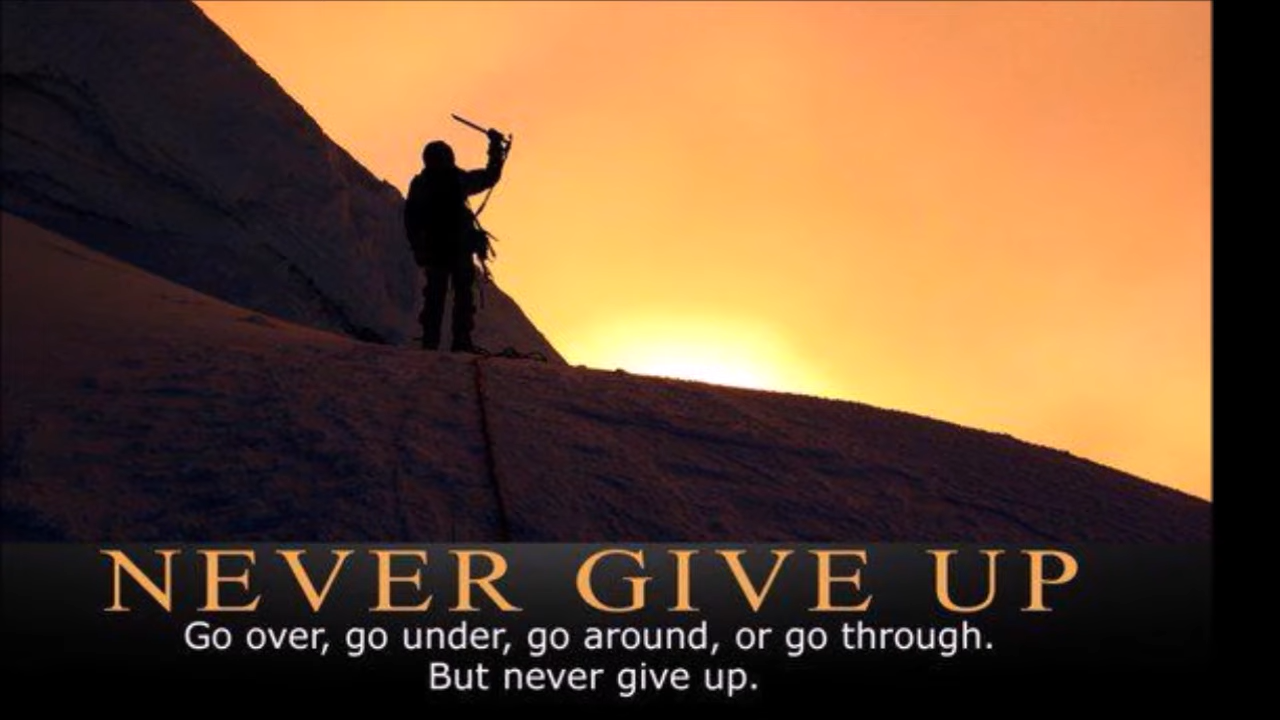 NEVER GIVE UP
Go over, go under, go around, or go through.
But never give up.